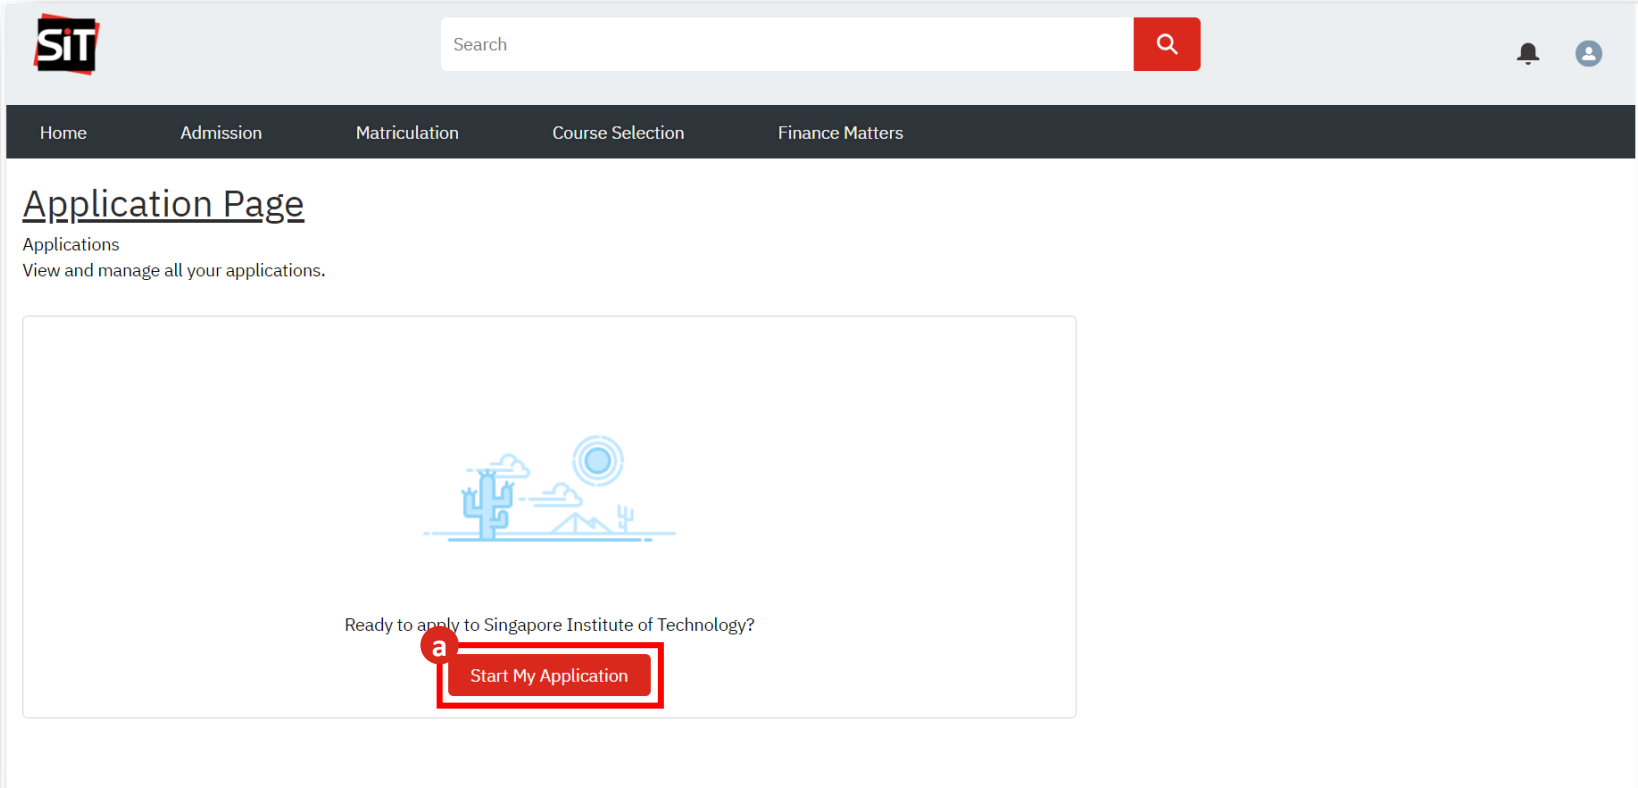 SiT
Search
Home Admission Matriculation Course Selection Finance Matters
Application Page
Applications
View and manage all your applications.
Ready to apply to Singapore Institute of Technology?
a
Start My Application